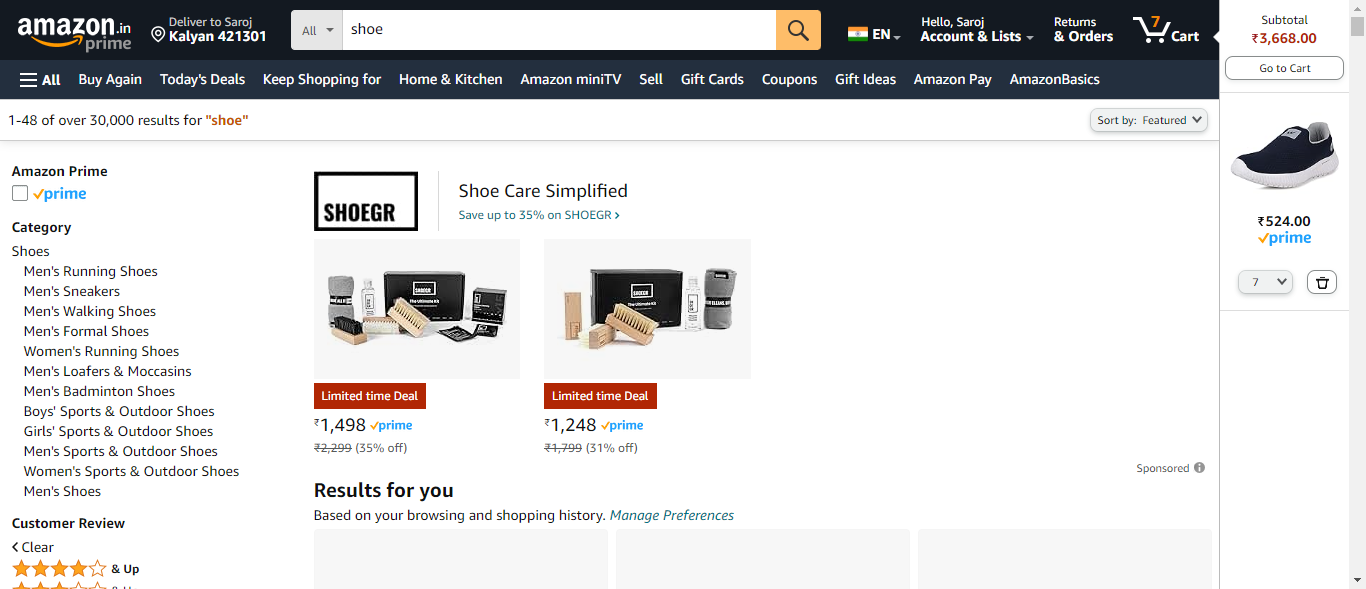 amazon.in
prime
Deliver to Saroj
Kalyan 421301
All
shoe
EN
Hello, Saroj
Account & Lists
Returns
& Orders
7
Cart
All
Buy Again
Today's Deals
Keep Shopping for
Home & Kitchen
Amazon miniTV
Sell
Gift Cards
Coupons
Gift Ideas
Amazon Pay
AmazonBasics
Subtotal
₹3,668.00
Go to Cart
₹524.00
prime
7
1-48 of over 30,000 results for "shoe"
Sort by: Featured
Amazon Prime
prime
Category
Shoes
Men's Running Shoes
Men's Sneakers
Men's Walking Shoes
Men's Formal Shoes
Women's Running Shoes
Men's Loafers & Moccasins
Men's Badminton Shoes
Boys' Sports & Outdoor Shoes
Girls' Sports & Outdoor Shoes
Men's Sports & Outdoor Shoes
Women's Sports & Outdoor Shoes
Men's Shoes
Customer Review
Clear
& Up
SHOEGR
Shoe Care Simplified
Save up to 35% on SHOEGR
SHOEGR
The Ultimate Kit
Limited time Deal
₹1,498 prime
₹2,299 (35% off)
SHOEGR
The Ultimate Kit
Limited time Deal
₹1,248 prime
₹1,799 (31% off)
Sponsored
Results for you
Based on your browsing and shopping history. Manage Preferences